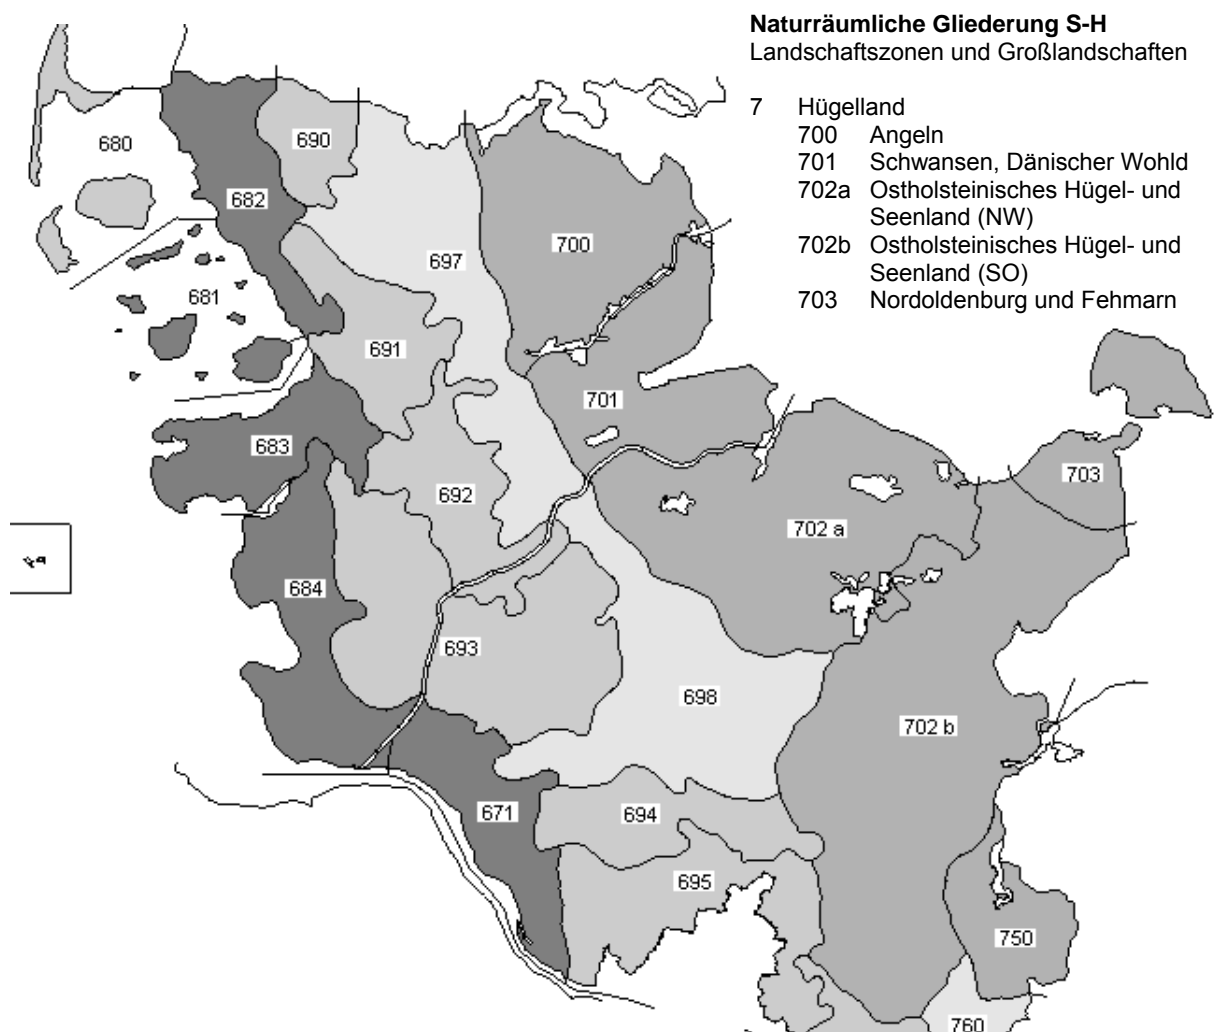 Naturräumliche Gliederung S-H
Landschaftszonen und Großlandschaften
7 Hügelland
700 Angeln
701 Schwansen, Dänischer Wohld
702a Ostholsteinisches Hügel- und
Seenland (NW)
702b Ostholsteinisches Hügel- und
Seenland (SO)
703 Nordoldenburg und Fehmarn
680
690
682
700
697
681
691
701
683
703
692
702 a
684
693
698
702 b
671
694
695
750
760